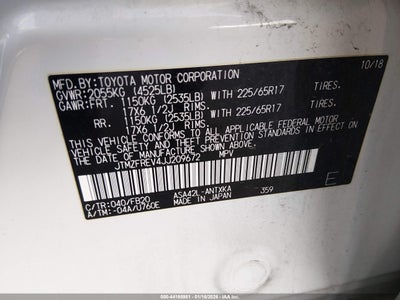 MFD.BY:TOYOTA MOTOR CORPORATION 10/18
GVWR:2055KG (4525LB)
GAWR:FRT. 1150KG (2535LB) WITH 225/65R17 TIRES.
17X6 1/2J RIMS.
RR. 1150KG (2535LB) WITH 225/65R17 TIRES.
17X6 1/2J RIMS.
THIS VEHICLE CONFORMS TO ALL APPLICABLE FEDERAL MOTOR
VEHICLE SAFETY AND
THEFT PREVENTION STANDARDS IN EFFECT ON THE DATE OF
MANUFACTURE SHOWN ABOVE.
JTMZFREV4JJ209672 MPV
C/TR:040/FB20 ASA42L-ANTXKA 359 E
A/TM:-04A/U760E MADE IN JAPAN